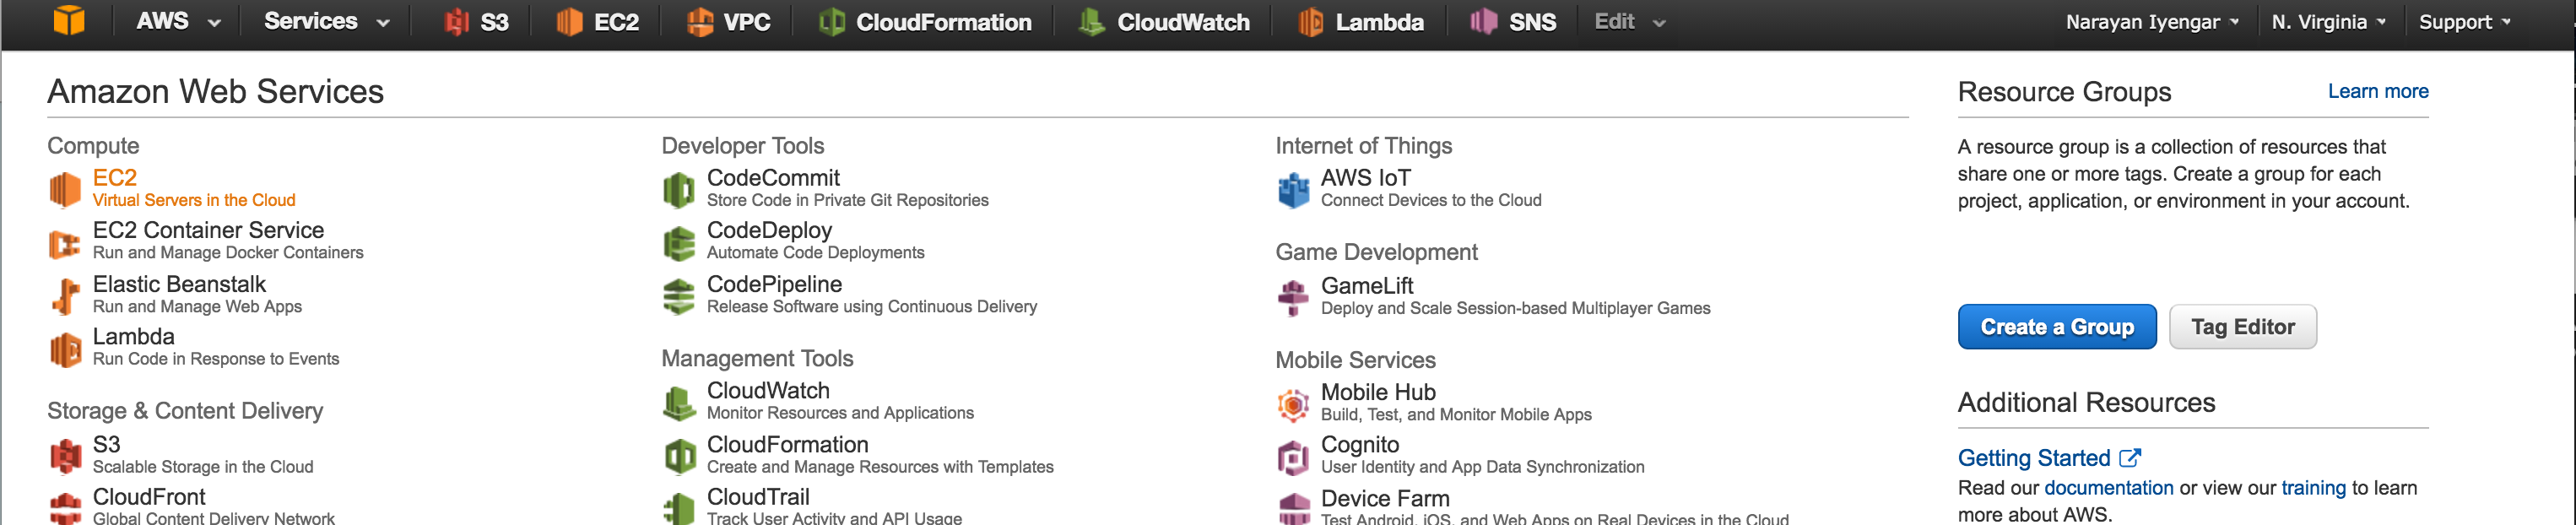 AWS Services S3 EC2 VPC CloudFormation CloudWatch Lambda SNS Edit Narayan Iyengar N. Virginia Support
Amazon Web Services
Compute
EC2
Virtual Servers in the Cloud
EC2 Container Service
Run and Manage Docker Containers
Elastic Beanstalk
Run and Manage Web Apps
Lambda
Run Code in Response to Events
Storage & Content Delivery
S3
Scalable Storage in the Cloud
CloudFront
Global Content Delivery Network
Developer Tools
CodeCommit
Store Code in Private Git Repositories
CodeDeploy
Automate Code Deployments
CodePipeline
Release Software using Continuous Delivery
Management Tools
CloudWatch
Monitor Resources and Applications
CloudFormation
Create and Manage Resources with Templates
CloudTrail
Track User Activity and API Usage
Internet of Things
AWS IoT
Connect Devices to the Cloud
Game Development
GameLift
Deploy and Scale Session-based Multiplayer Games
Mobile Services
Mobile Hub
Build, Test, and Monitor Mobile Apps
Cognito
User Identity and App Data Synchronization
Device Farm
Test Android, iOS, and Web Apps on Real Devices in the Cloud
Resource Groups Learn more
A resource group is a collection of resources that
share one or more tags. Create a group for each
project, application, or environment in your account.
Create a Group Tag Editor
Additional Resources
Getting Started
Read our documentation or view our training to learn
more about AWS.